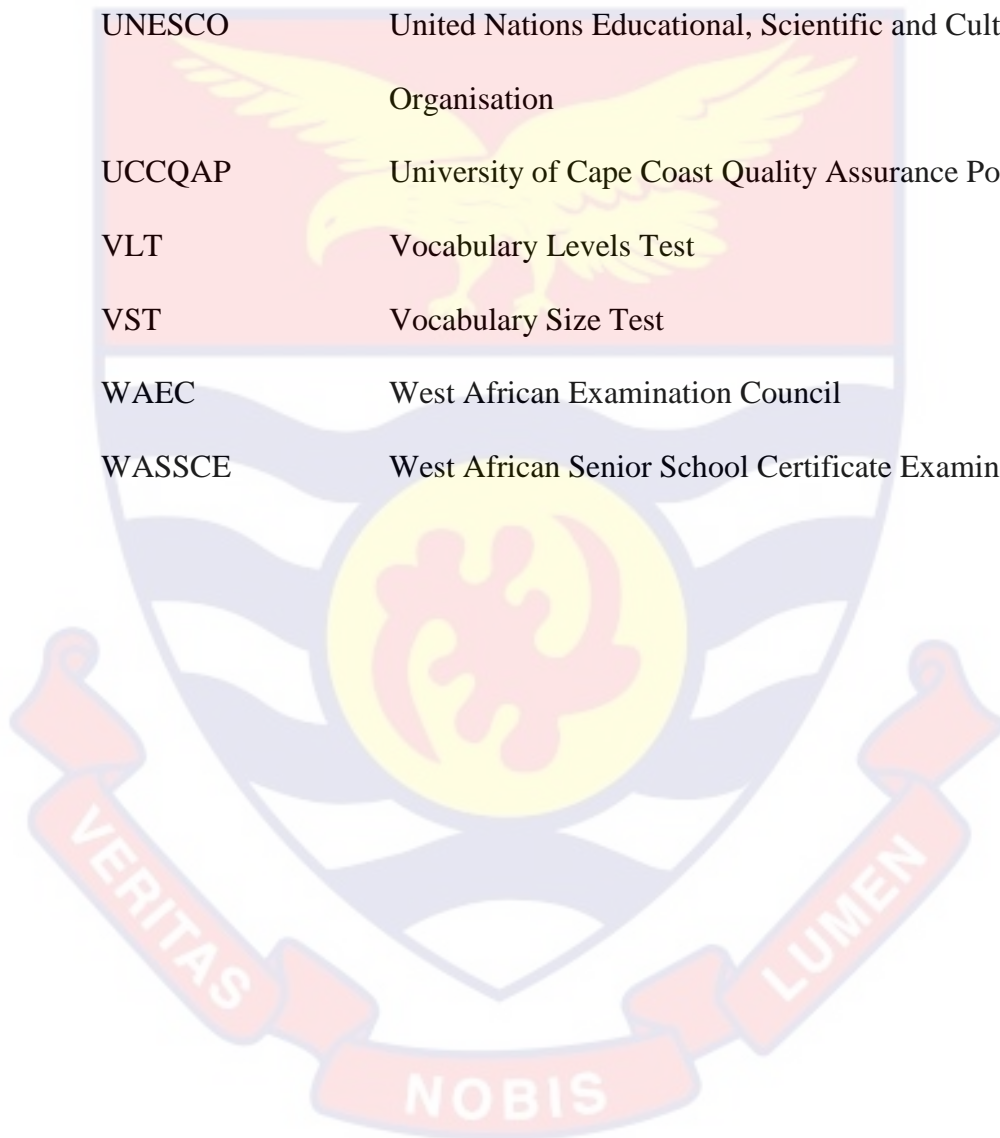 UNESCO United Nations Educational, Scientific and Cult
Organisation
UCCQAP University of Cape Coast Quality Assurance Po
VLT Vocabulary Levels Test
VST Vocabulary Size Test
WAEC West African Examination Council
WASSCE West African Senior School Certificate Examin
VERITAS
NOBIS
LUMEN